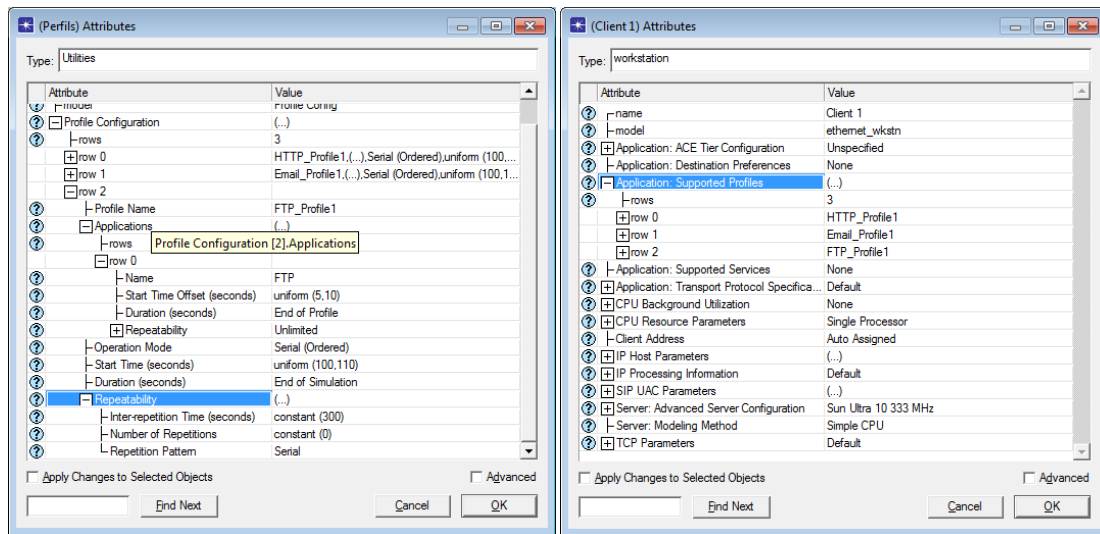 (Perfils) Attributes
Type: Utilities
Attribute Value
model Profile Config
Profile Configuration (...)
rows 3
row 0 HTTP_Profile1,(...),Serial (Ordered),uniform (100,...
row 1 Email_Profile1,(...),Serial (Ordered),uniform (100,1...
row 2
Profile Name FTP_Profile1
Applications (...)
rows Profile Configuration [2].Applications
row 0
Name FTP
Start Time Offset (seconds) uniform (5,10)
Duration (seconds) End of Profile
Repeatability Unlimited
Operation Mode Serial (Ordered)
Start Time (seconds) uniform (100,110)
Duration (seconds) End of Simulation
Repeatability (...)
Inter-repetition Time (seconds) constant (300)
Number of Repetitions constant (0)
Repetition Pattern Serial
Apply Changes to Selected Objects Advanced
Find Next Cancel OK
(Client 1) Attributes
Type: workstation
Attribute Value
name Client 1
model ethernet_wkstn
Application: ACE Tier Configuration Unspecified
Application: Destination Preferences None
Application: Supported Profiles (...)
rows 3
row 0 HTTP_Profile1
row 1 Email_Profile1
row 2 FTP_Profile1
Application: Supported Services None
Application: Transport Protocol Specifica... Default
CPU Background Utilization None
CPU Resource Parameters Single Processor
Client Address Auto Assigned
IP Host Parameters (...)
IP Processing Information Default
SIP UAC Parameters (...)
Server: Advanced Server Configuration Sun Ultra 10 333 MHz
Server: Modeling Method Simple CPU
TCP Parameters Default
Apply Changes to Selected Objects Advanced
Find Next Cancel OK